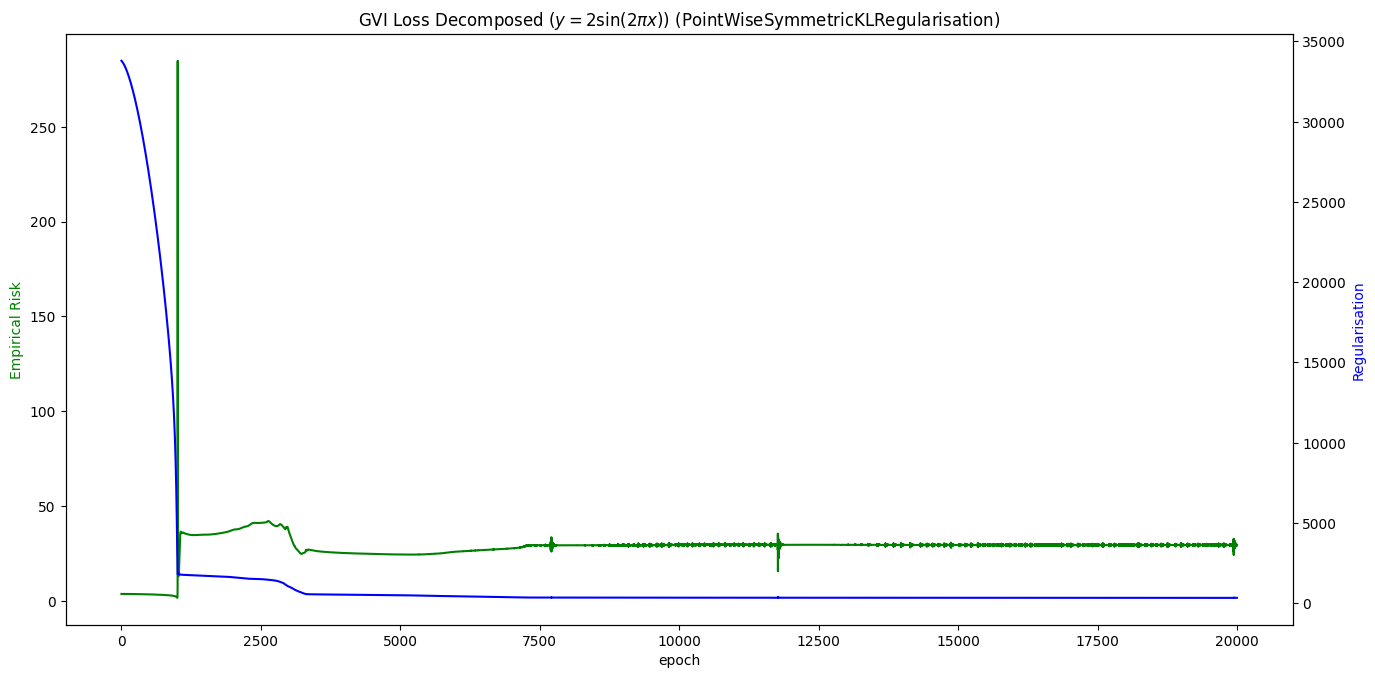 GVI Loss Decomposed ($y = 2\sin(2\pi x)$) (PointWiseSymmetricKLRegularisation)
Empirical Risk
250
200
150
100
50
0
35000
30000
25000
20000
15000
10000
5000
0
Regularisation
0 2500 5000 7500 10000 12500 15000 17500 20000
epoch